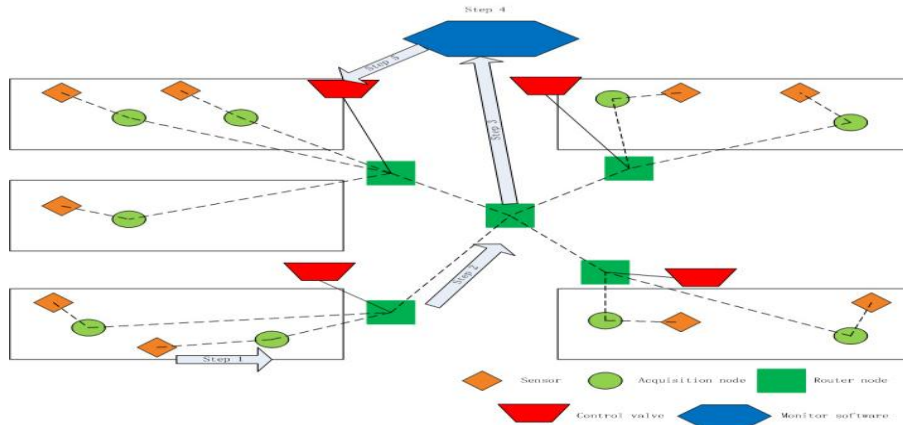 Step 4
Step 5
Step 3
Step 2
Step 1
Sensor
Acquisition node
Router node
Control valve
Monitor software